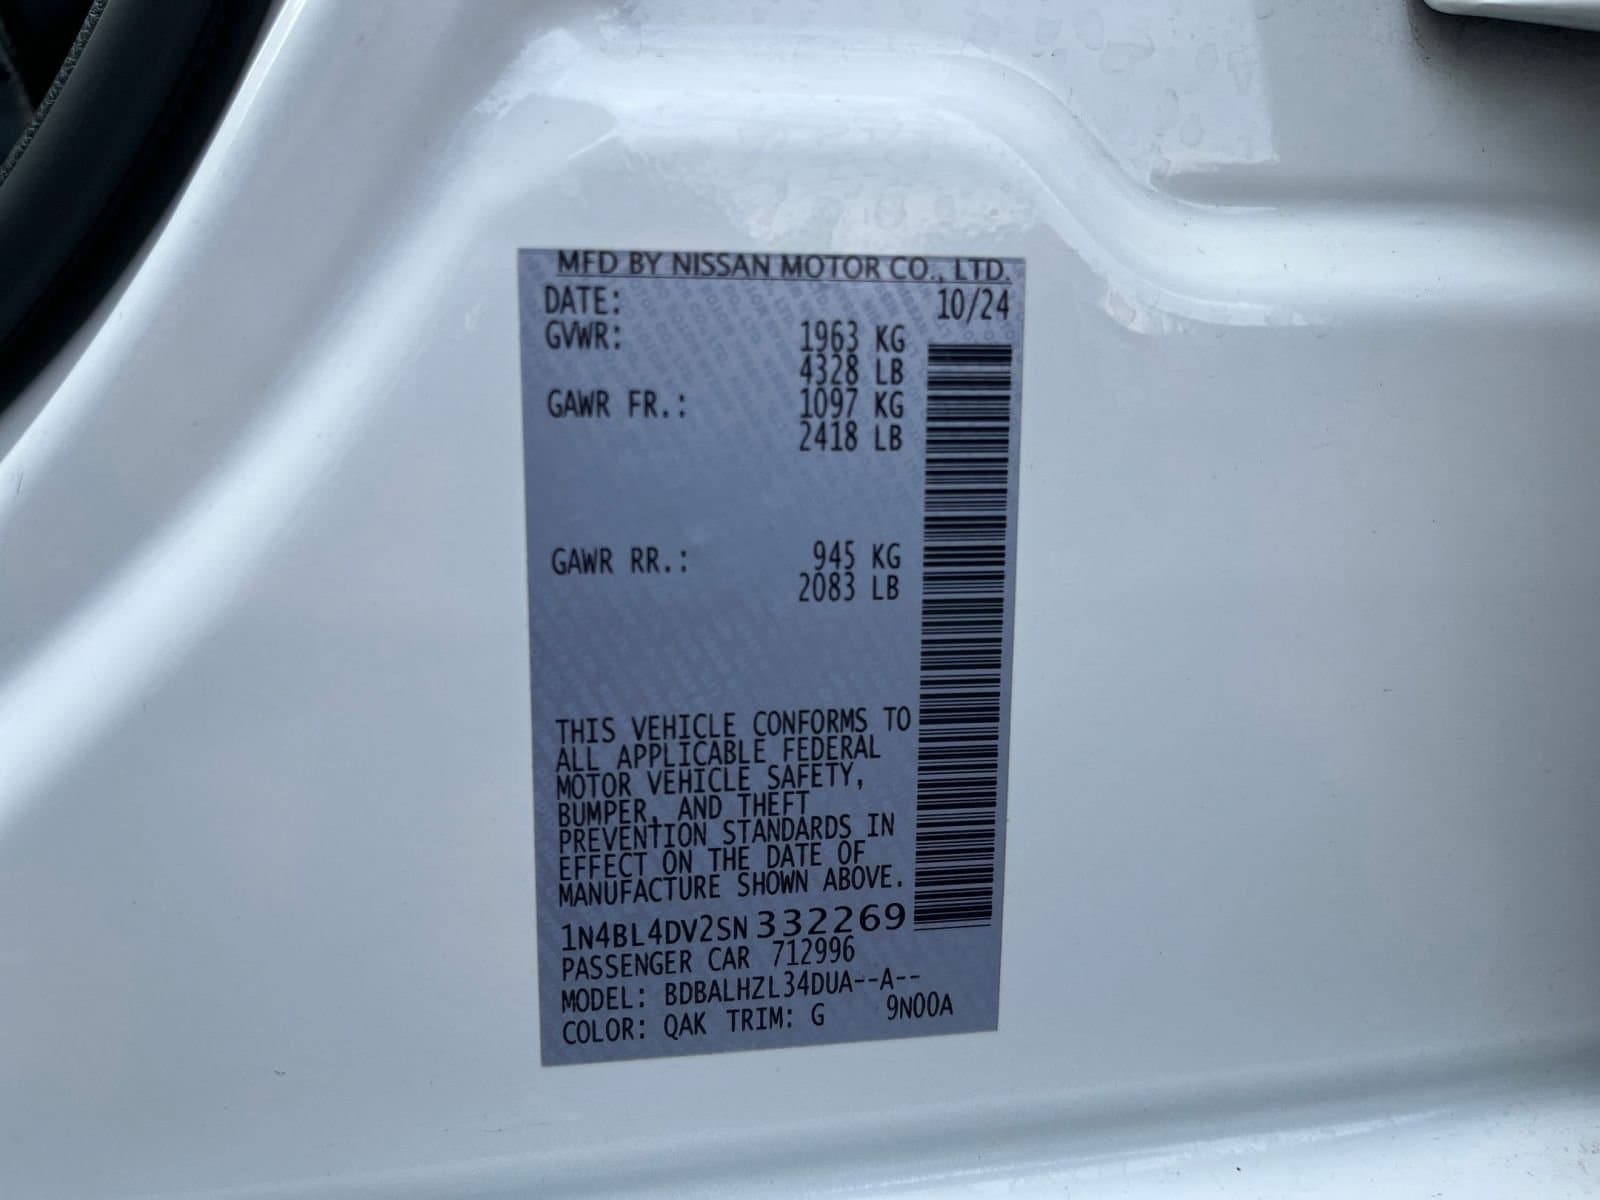 MFD BY NISSAN MOTOR CO., LTD.
DATE: 10/24
GVWR: 1963 KG
4328 LB
GAWR FR.: 1097 KG
2418 LB
GAWR RR.: 945 KG
2083 LB
THIS VEHICLE CONFORMS TO
ALL APPLICABLE FEDERAL
MOTOR VEHICLE SAFETY,
BUMPER, AND THEFT
PREVENTION STANDARDS IN
EFFECT ON THE DATE OF
MANUFACTURE SHOWN ABOVE.
1N4BL4DV2SN332269
PASSENGER CAR 712996
MODEL: BDBALHZL34DUA--A--
COLOR: QAK TRIM: G 9N00A